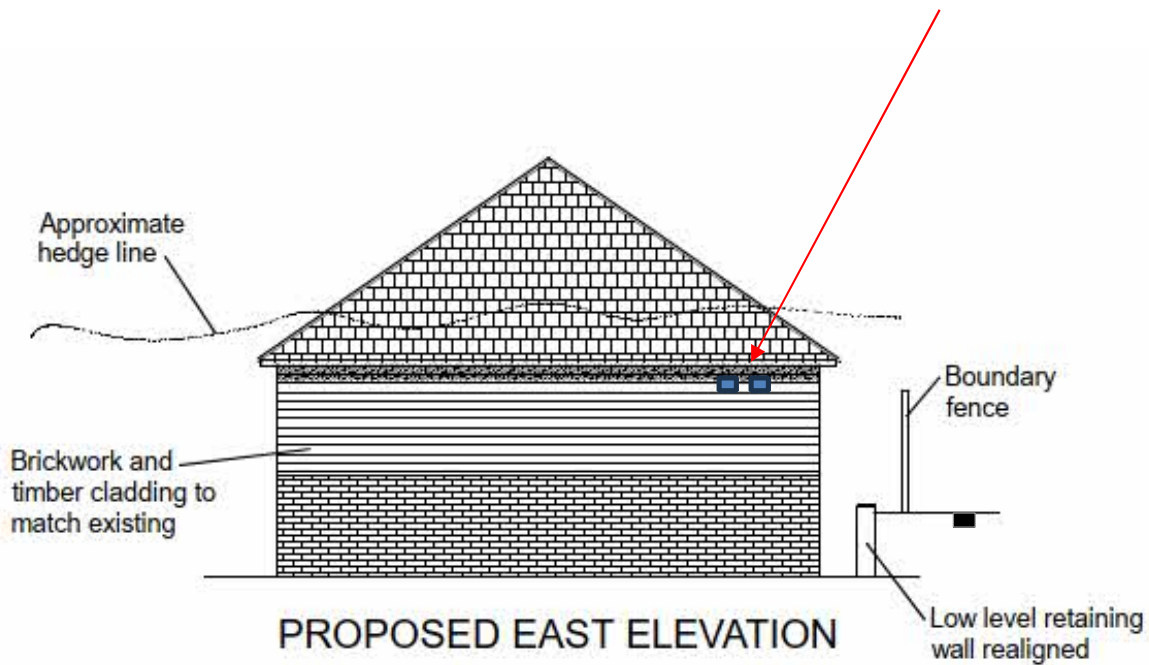 Approximate
hedge line
Boundary
fence
Brickwork and
timber cladding to
match existing
Low level retaining
wall realigned
PROPOSED EAST ELEVATION